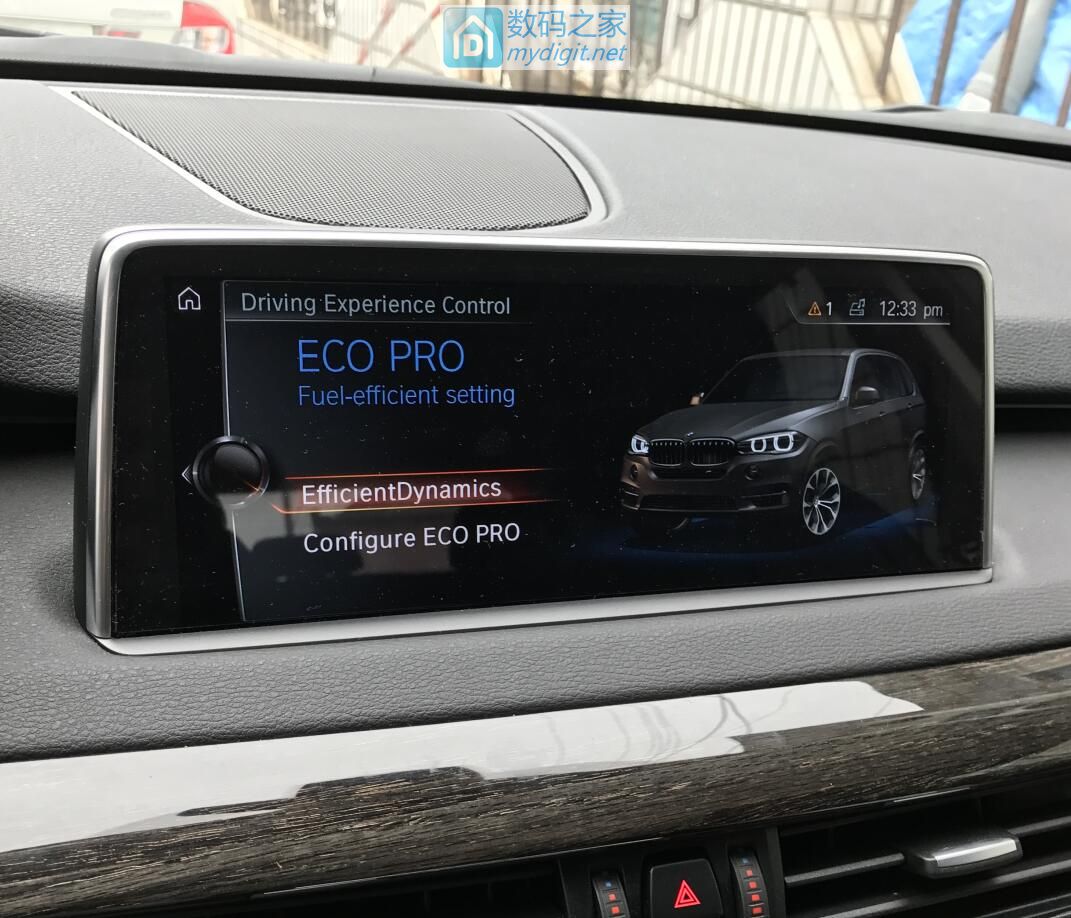 数码之家
mydigit.net
Driving Experience Control
1 12:33 pm
ECO PRO
Fuel-efficient setting
EfficientDynamics
Configure ECO PRO